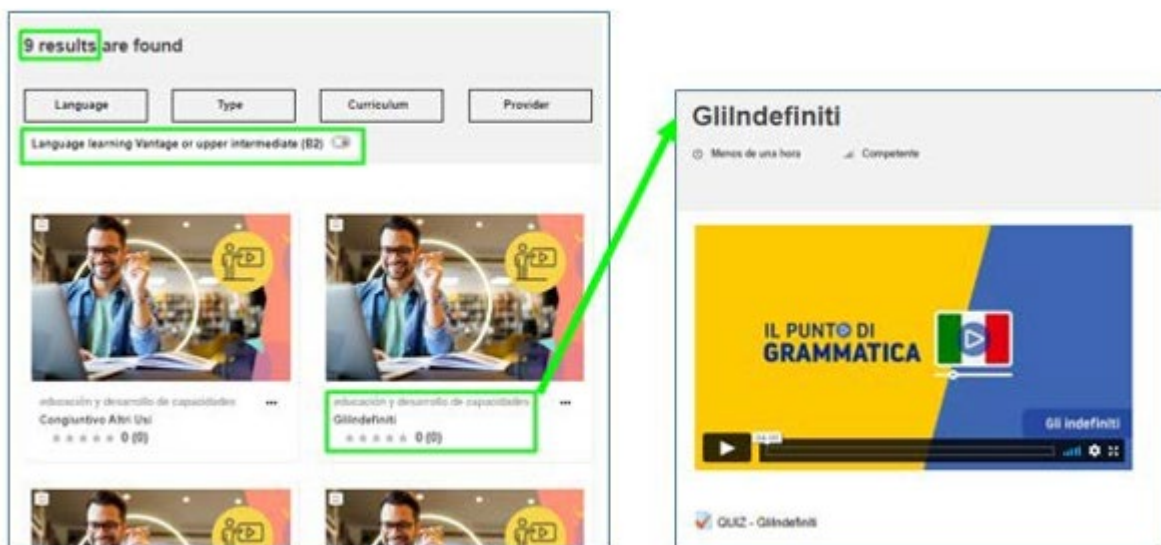 9 results are found
Language
Type
Curriculum
Provider
Language learning Vantage or upper intermediate (B2)
educación y desarrollo de capacidades
Congiuntivo Altri Usi
0 (0)
educación y desarrollo de capacidades
GliIndefiniti
0 (0)
GliIndefiniti
Menos de una hora
Competente
IL PUNTO DI
GRAMMATICA
Gli indefiniti
QUIZ - GliIndefiniti